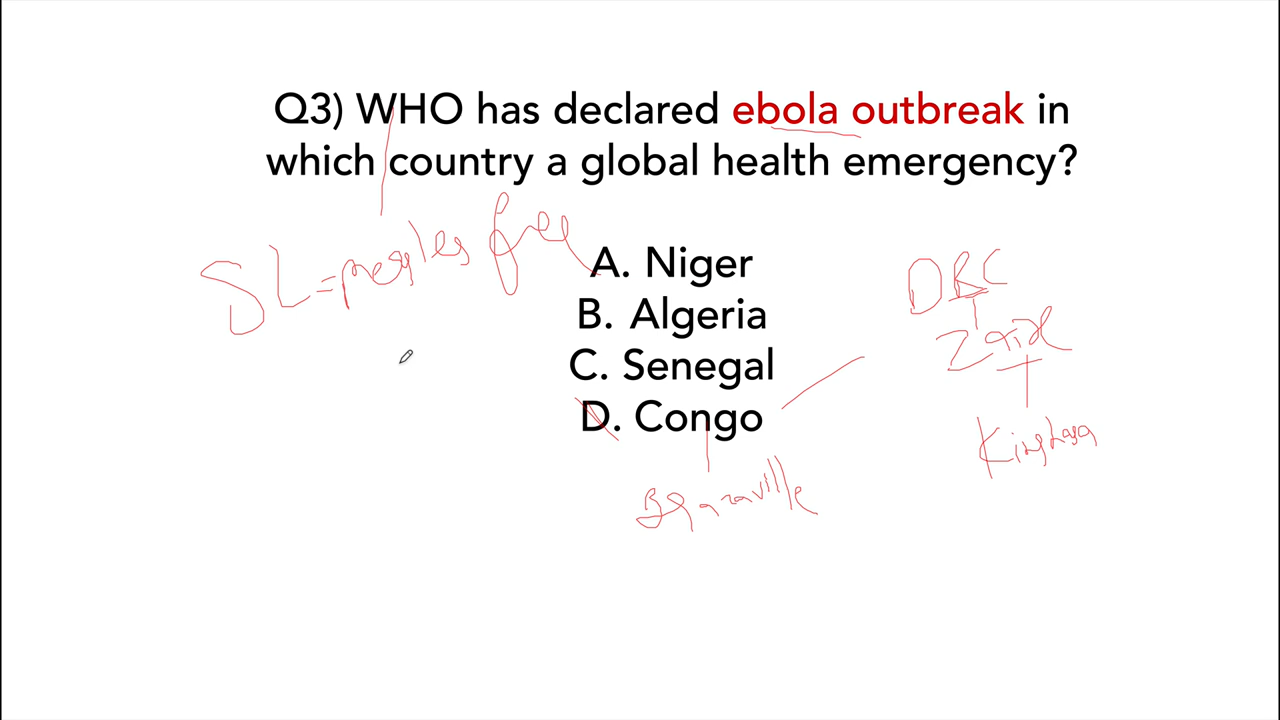 Q3) WHO has declared ebola outbreak in
which country a global health emergency?
SL = measles free
A. Niger
B. Algeria
C. Senegal
D. Congo
DRC
Zaire
Kinshasa
Brazzaville